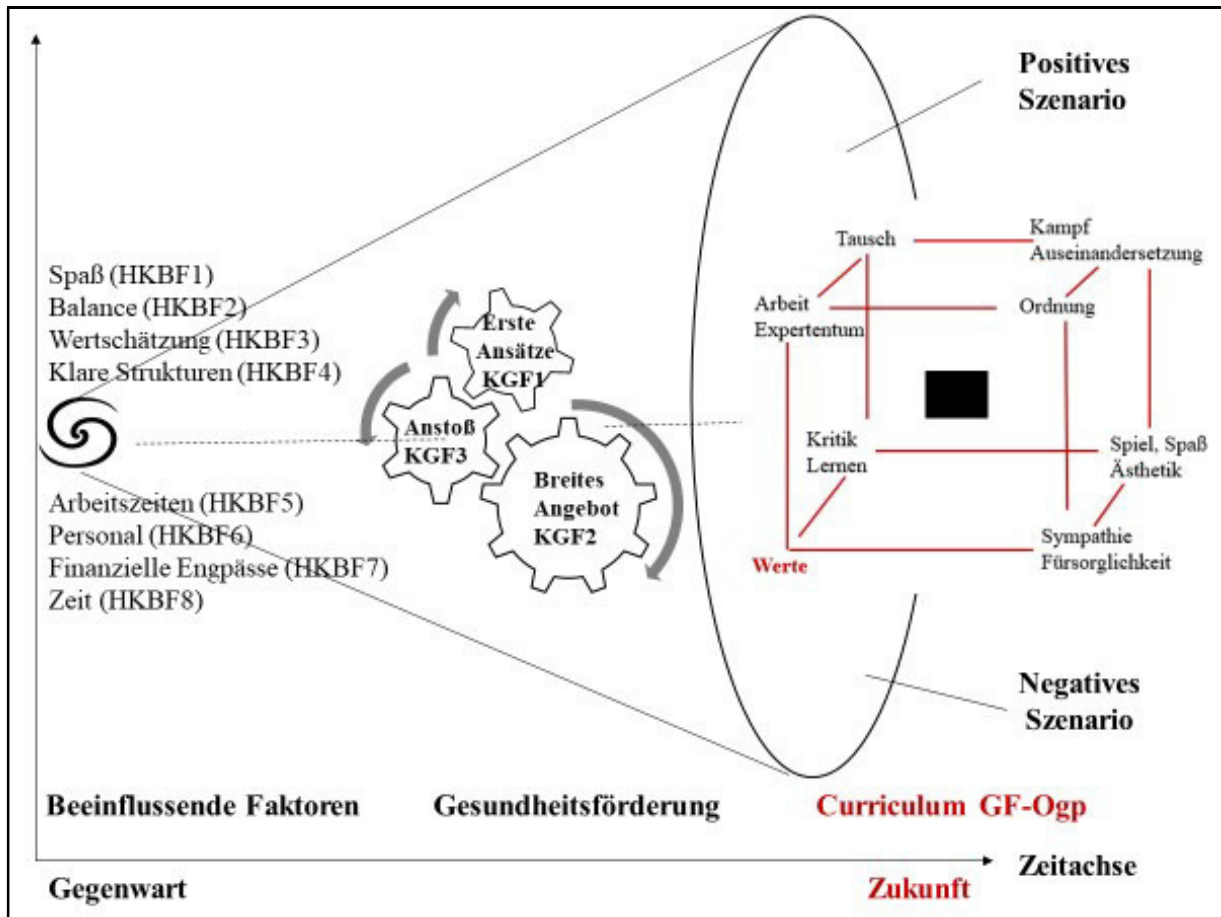 Positives
Szenario
Spaß (HKBF1)
Balance (HKBF2)
Wertschätzung (HKBF3)
Klare Strukturen (HKBF4)
Arbeitszeiten (HKBF5)
Personal (HKBF6)
Finanzielle Engpässe (HKBF7)
Zeit (HKBF8)
Erste
Ansätze
KGF1
Anstoß
KGF3
Breites
Angebot
KGF2
Tausch
Kampf
Auseinandersetzung
Arbeit
Expertentum
Ordnung
Kritik
Lernen
Spiel, Spaß
Ästhetik
Werte
Sympathie
Fürsorglichkeit
Negatives
Szenario
Beeinflussende Faktoren
Gesundheitsförderung
Curriculum GF-Ogp
Zeitachse
Gegenwart
Zukunft